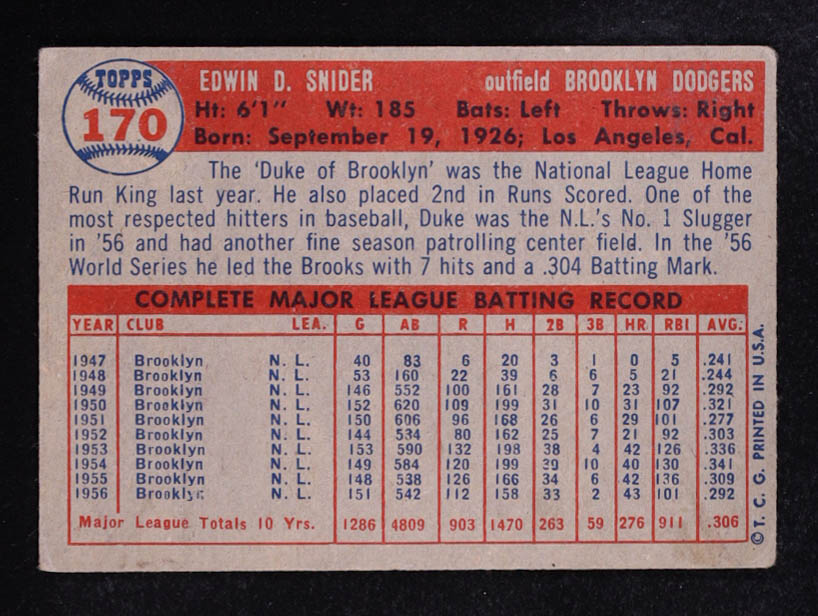 TOPPS
170
EDWIN D. SNIDER outfield BROOKLYN DODGERS
Ht: 6'1" Wt: 185 Bats: Left Throws: Right
Born: September 19, 1926; Los Angeles, Cal.
The 'Duke of Brooklyn' was the National League Home
Run King last year. He also placed 2nd in Runs Scored. One of the
most respected hitters in baseball, Duke was the N.L.'s No. 1 Slugger
in '56 and had another fine season patrolling center field. In the '56
World Series he led the Brooks with 7 hits and a .304 Batting Mark.
COMPLETE MAJOR LEAGUE BATTING RECORD
YEAR CLUB LEA. G AB R H 2B 3B HR RBI AVG.
1947 Brooklyn N. L. 40 83 6 20 3 1 0 5 .241
1948 Brooklyn N. L. 53 160 22 39 6 6 5 21 .244
1949 Brooklyn N. L. 146 552 100 161 28 7 23 92 .292
1950 Brooklyn N. L. 152 620 109 199 31 10 31 107 .321
1951 Brooklyn N. L. 150 606 96 168 26 6 29 101 .277
1952 Brooklyn N. L. 144 534 80 162 25 7 21 92 .303
1953 Brooklyn N. L. 153 590 132 198 38 4 42 126 .336
1954 Brooklyn N. L. 149 584 120 199 39 10 40 130 .341
1955 Brooklyn N. L. 148 538 126 166 34 6 42 136 .309
1956 Brooklyn N. L. 151 542 112 158 33 2 43 101 .292
Major League Totals 10 Yrs. 1286 4809 903 1470 263 59 276 911 .306
© T. C. G. PRINTED IN U.S.A.